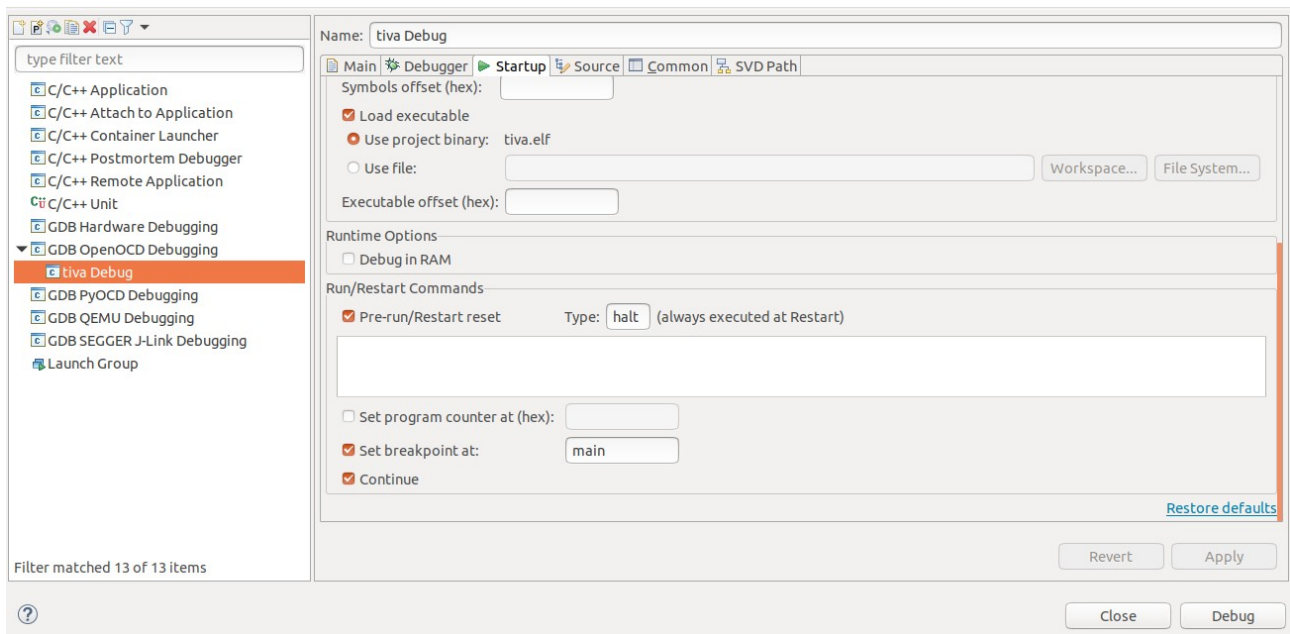 type filter text
C/C++ Application
C/C++ Attach to Application
C/C++ Container Launcher
C/C++ Postmortem Debugger
C/C++ Remote Application
C/C++ Unit
GDB Hardware Debugging
GDB OpenOCD Debugging
tiva Debug
GDB PyOCD Debugging
GDB QEMU Debugging
GDB SEGGER J-Link Debugging
Launch Group
Filter matched 13 of 13 items
Name: tiva Debug
Main Debugger Startup Source Common SVD Path
Symbols offset (hex):
Load executable
Use project binary: tiva.elf
Use file: Workspace... File System...
Executable offset (hex):
Runtime Options
Debug in RAM
Run/Restart Commands
Pre-run/Restart reset Type: halt (always executed at Restart)
Set program counter at (hex):
Set breakpoint at: main
Continue
Restore defaults
Revert Apply
? Close Debug